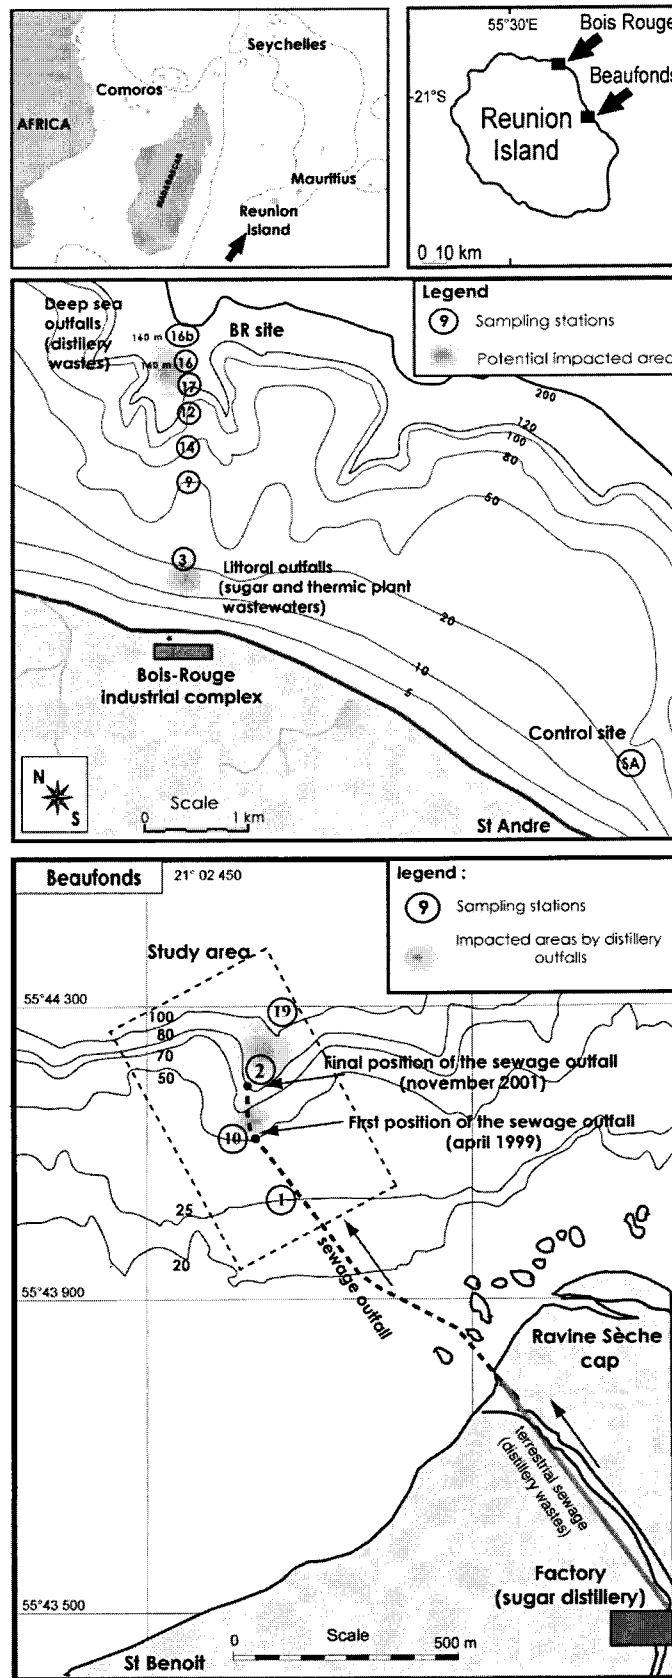 Seychelles
Comoros
AFRICA
MADAGASCAR
Mauritius
Reunion
Island
55°30'E
Bois Rouge
Beaufonds
21°S
Reunion
Island
0 10 km
Deep sea
outfalls
(distillery
wastes)
140 m
16b
BR site
140 m
16
17
12
14
9
3
Legend
9 Sampling stations
Potential impacted area
200
120
100
80
50
20
10
5
Littoral outfalls
(sugar and thermic plant
wastewaters)
Bois-Rouge
industrial complex
Control site
SA
N
S
Scale
0 1 km
St Andre
Beaufonds
21° 02 450
legend :
9 Sampling stations
Impacted areas by distillery
outfalls
Study area
55°44 300
100
80
70
50
19
2
Final position of the sewage outfall
(november 2001)
First position of the sewage outfall
(april 1999)
10
1
25
20
sewage outfall
55°43 900
Ravine Sèche
cap
terrestrial sewage
(distillery wastes)
Factory
(sugar distillery)
55°43 500
Scale
0 500 m
St Benoit